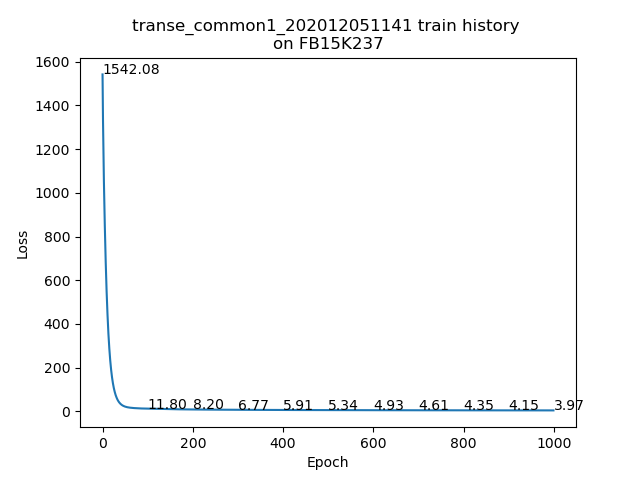 transe_common1_202012051141 train history
on FB15K237
1600
1400
1200
1000
800
600
400
200
0
Loss
1542.08
11.80 8.20 6.77 5.91 5.34 4.93 4.61 4.35 4.15 3.97
0 200 400 600 800 1000
Epoch